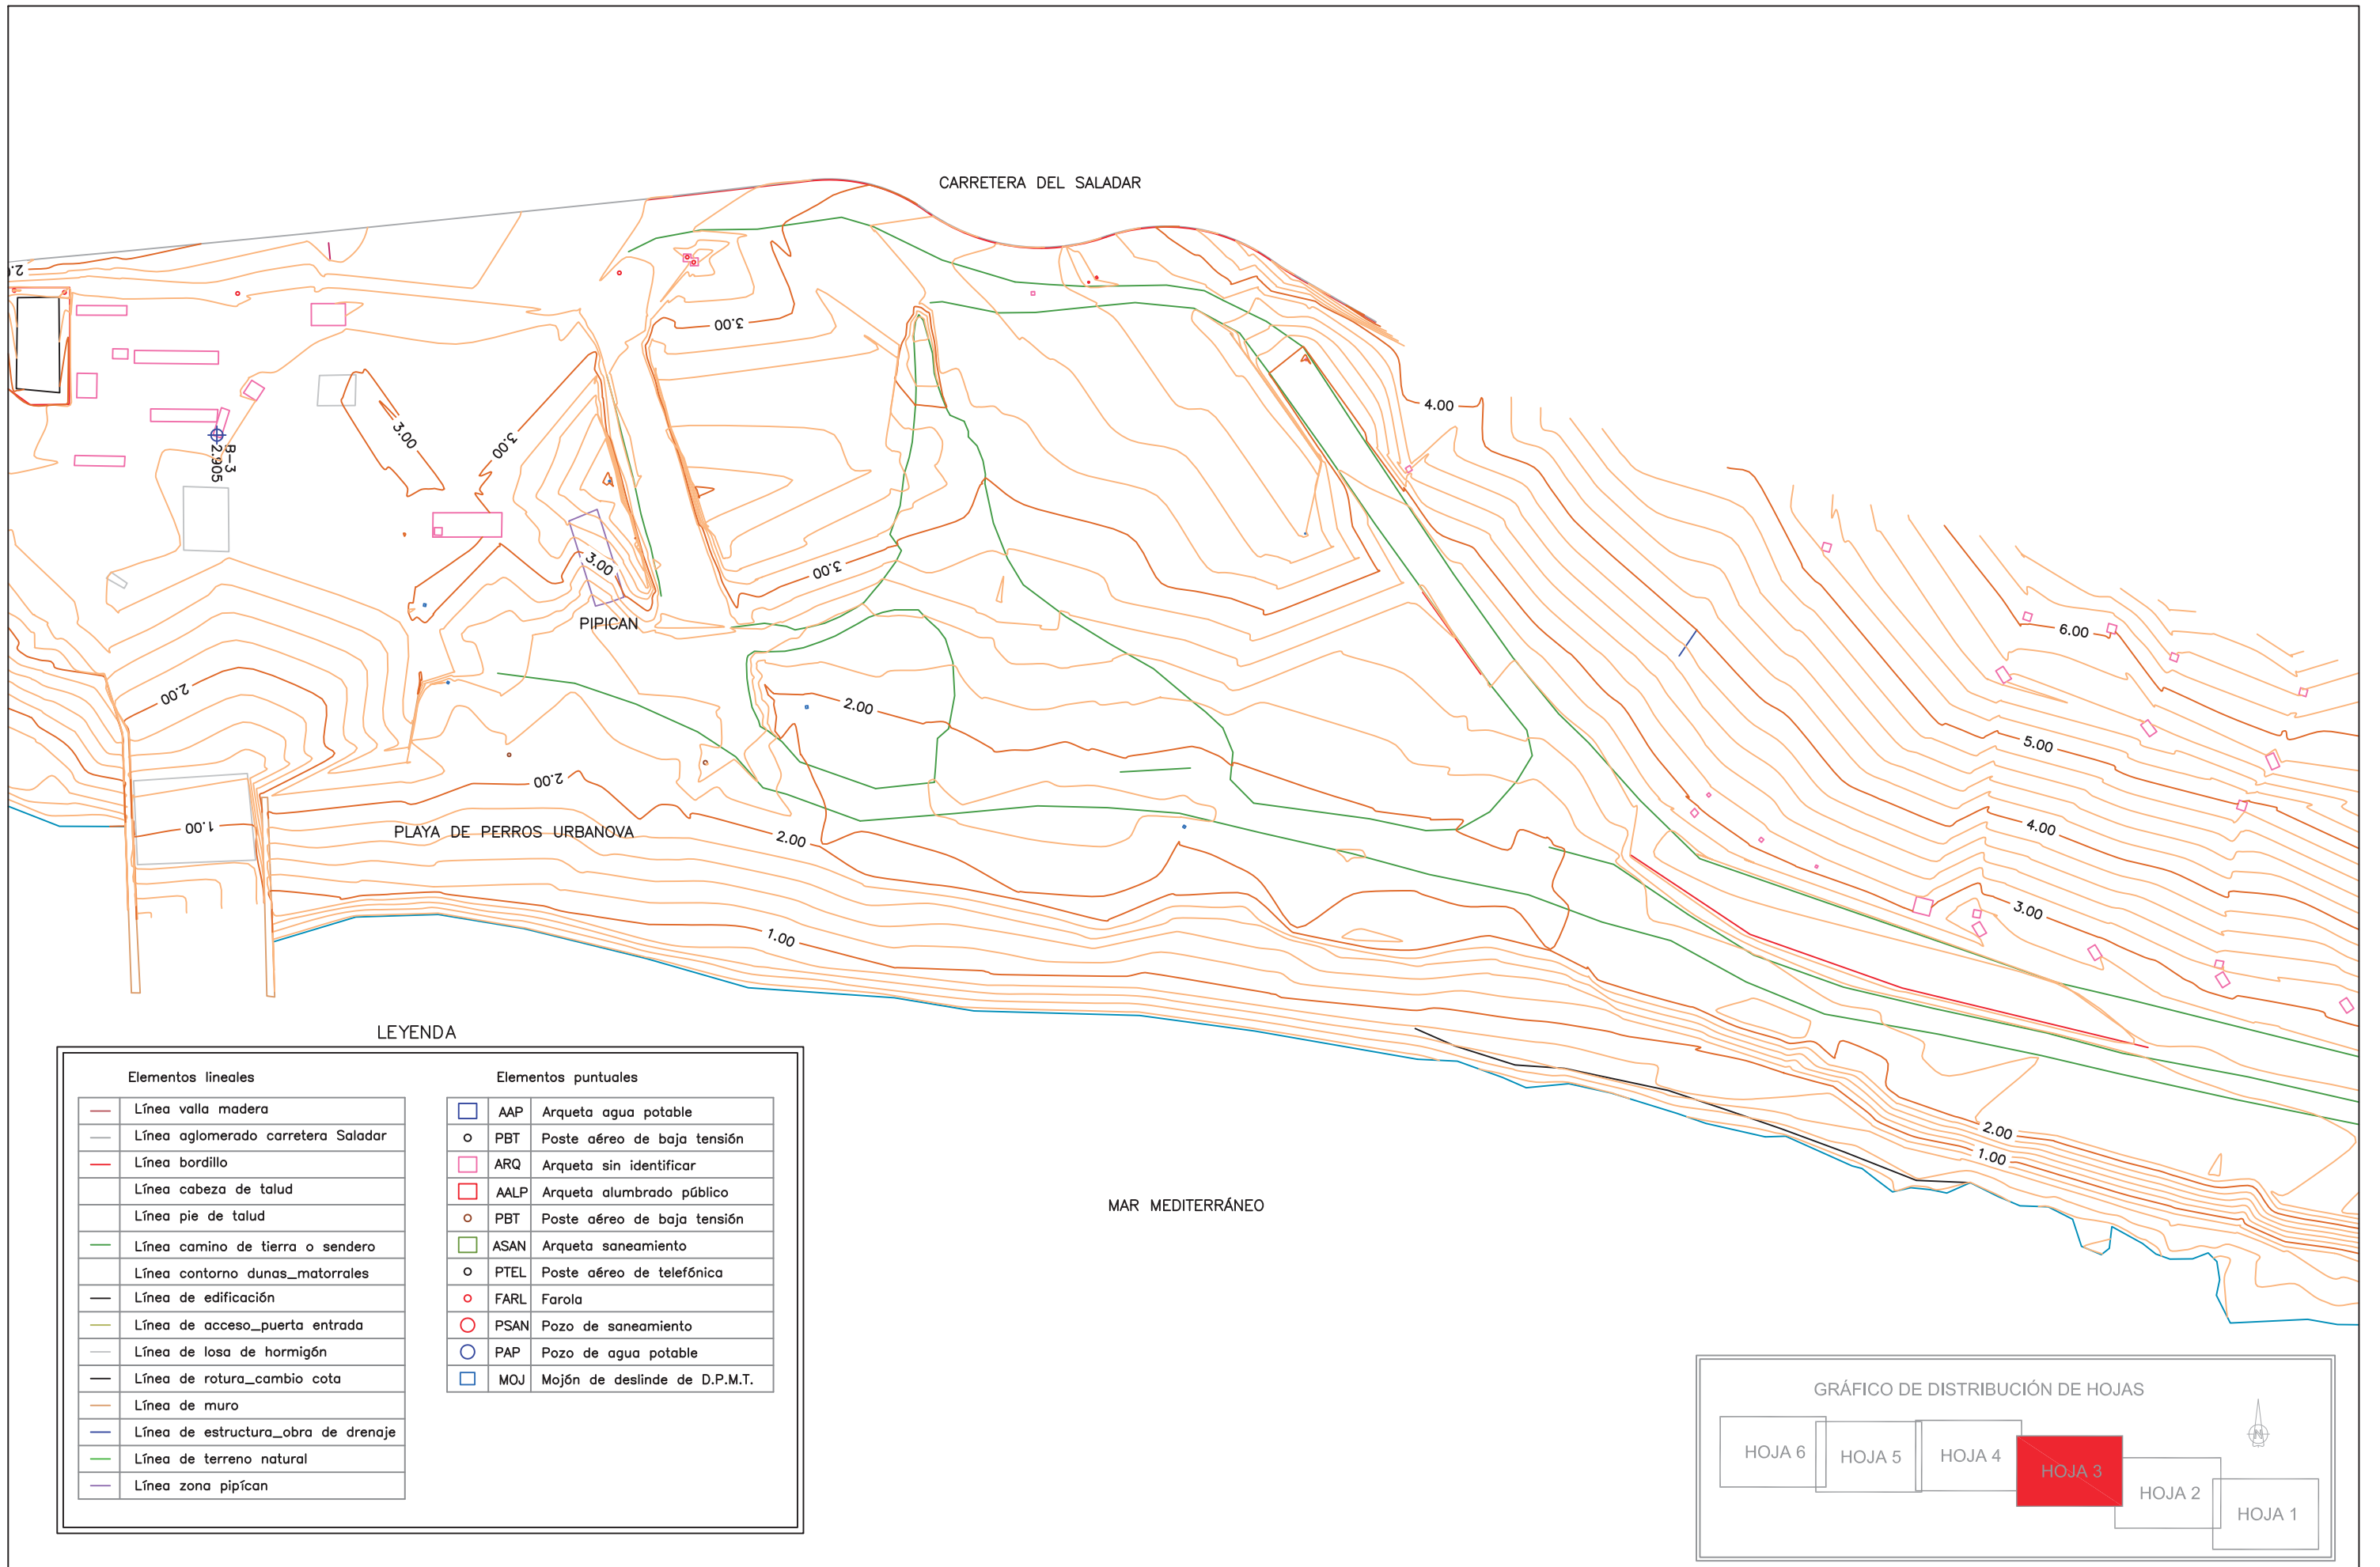 CARRETERA DEL SALADAR
2.0
3.00
4.00
3.00
3.00
B-3
2.905
3.00
3.00
PIPICAN
6.00
2.00
2.00
5.00
2.00
1.00
PLAYA DE PERROS URBANOVA
2.00
4.00
3.00
1.00
2.00
1.00
MAR MEDITERRÁNEO
LEYENDA
Elementos lineales
Línea valla madera
Línea aglomerado carretera Saladar
Línea bordillo
Línea cabeza de talud
Línea pie de talud
Línea camino de tierra o sendero
Línea contorno dunas_matorrales
Línea de edificación
Línea de acceso_puerta entrada
Línea de losa de hormigón
Línea de rotura_cambio cota
Línea de muro
Línea de estructura_obra de drenaje
Línea de terreno natural
Línea zona pipícan
Elementos puntuales
AAP Arqueta agua potable
PBT Poste aéreo de baja tensión
ARQ Arqueta sin identificar
AALP Arqueta alumbrado público
PBT Poste aéreo de baja tensión
ASAN Arqueta saneamiento
PTEL Poste aéreo de telefónica
FARL Farola
PSAN Pozo de saneamiento
PAP Pozo de agua potable
MOJ Mojón de deslinde de D.P.M.T.
GRÁFICO DE DISTRIBUCIÓN DE HOJAS
N
HOJA 6
HOJA 5
HOJA 4
HOJA 3
HOJA 2
HOJA 1